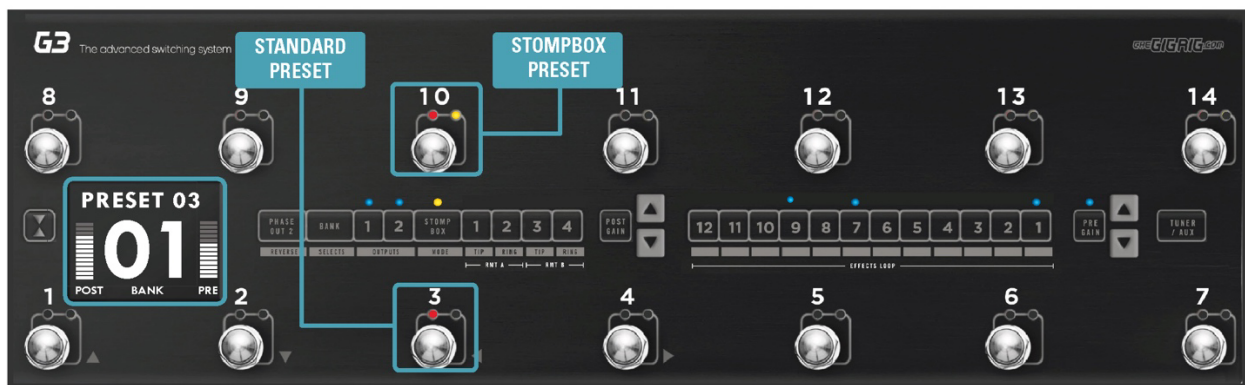 G3 The advanced switching system
STANDARD
PRESET
STOMPBOX
PRESET
THEGIGRIG.COM
8
9
10
11
12
13
14
PRESET 03
01
POST BANK PRE
PHASE
OUT 2
BANK
1
2
STOMP
BOX
1
2
3
4
POST
GAIN
12
11
10
9
8
7
6
5
4
3
2
1
PRE
GAIN
TUNER
/ AUX
REVERSE
SELECTS
OUTPUTS
MODE
TIP
RING
TIP
RING
RMT A
RMT B
EFFECTS LOOP
1
2
3
4
5
6
7